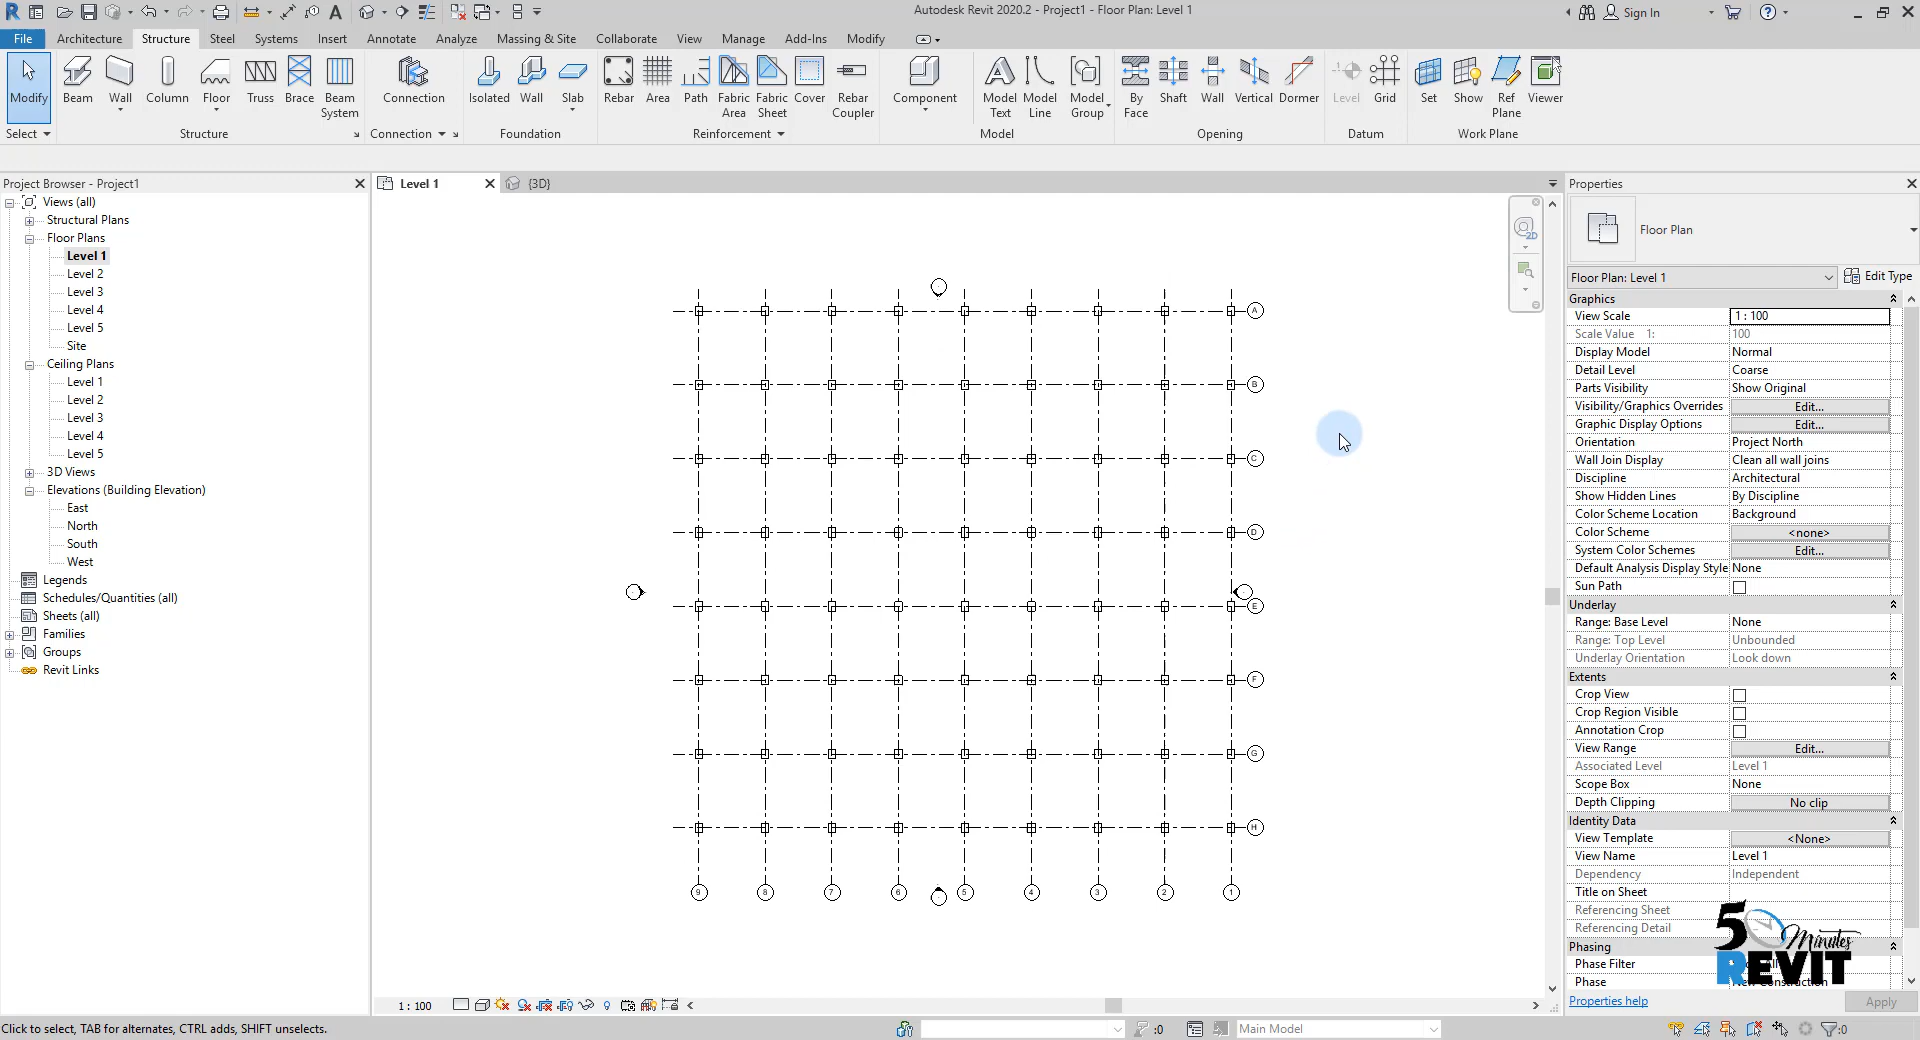 Autodesk Revit 2020.2 - Project1 - Floor Plan: Level 1
Sign In
File Architecture Structure Steel Systems Insert Annotate Analyze Massing & Site Collaborate View Manage Add-Ins Modify
Modify Beam Wall Column Floor Truss Brace Beam System Connection Isolated Wall Slab Rebar Area Path Fabric Area Fabric Sheet Cover Rebar Coupler Component Model Text Model Line Model Group By Face Shaft Wall Vertical Dormer Level Grid Set Show Ref Plane Viewer
Select Structure Connection Foundation Reinforcement Model Opening Datum Work Plane
Project Browser - Project1
Views (all)
Structural Plans
Floor Plans
Level 1
Level 2
Level 3
Level 4
Level 5
Site
Ceiling Plans
Level 1
Level 2
Level 3
Level 4
Level 5
3D Views
Elevations (Building Elevation)
East
North
South
West
Legends
Schedules/Quantities (all)
Sheets (all)
Families
Groups
Revit Links
Level 1 {3D}
2D
A
B
C
D
E
F
G
H
9 8 7 6 5 4 3 2 1
1 : 100
Properties
Floor Plan
Floor Plan: Level 1 Edit Type
Graphics
View Scale 1 : 100
Scale Value 1: 100
Display Model Normal
Detail Level Coarse
Parts Visibility Show Original
Visibility/Graphics Overrides Edit...
Graphic Display Options Edit...
Orientation Project North
Wall Join Display Clean all wall joins
Discipline Architectural
Show Hidden Lines By Discipline
Color Scheme Location Background
Color Scheme <none>
System Color Schemes Edit...
Default Analysis Display Style None
Sun Path
Underlay
Range: Base Level None
Range: Top Level Unbounded
Underlay Orientation Look down
Extents
Crop View
Crop Region Visible
Annotation Crop
View Range Edit...
Associated Level Level 1
Scope Box None
Depth Clipping No clip
Identity Data
View Template <None>
View Name Level 1
Dependency Independent
Title on Sheet
Referencing Sheet
Referencing Detail
Phasing
Phase Filter
Phase
5 Minutes
REVIT
Properties help Apply
Click to select, TAB for alternates, CTRL adds, SHIFT unselects.
:0 Main Model :0